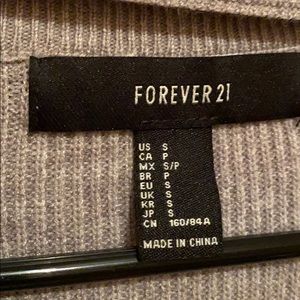 FOREVER 21
US S
CA P
MX S/P
BR P
EU S
UK S
KR S
JP S
CN 160/84A
MADE IN CHINA